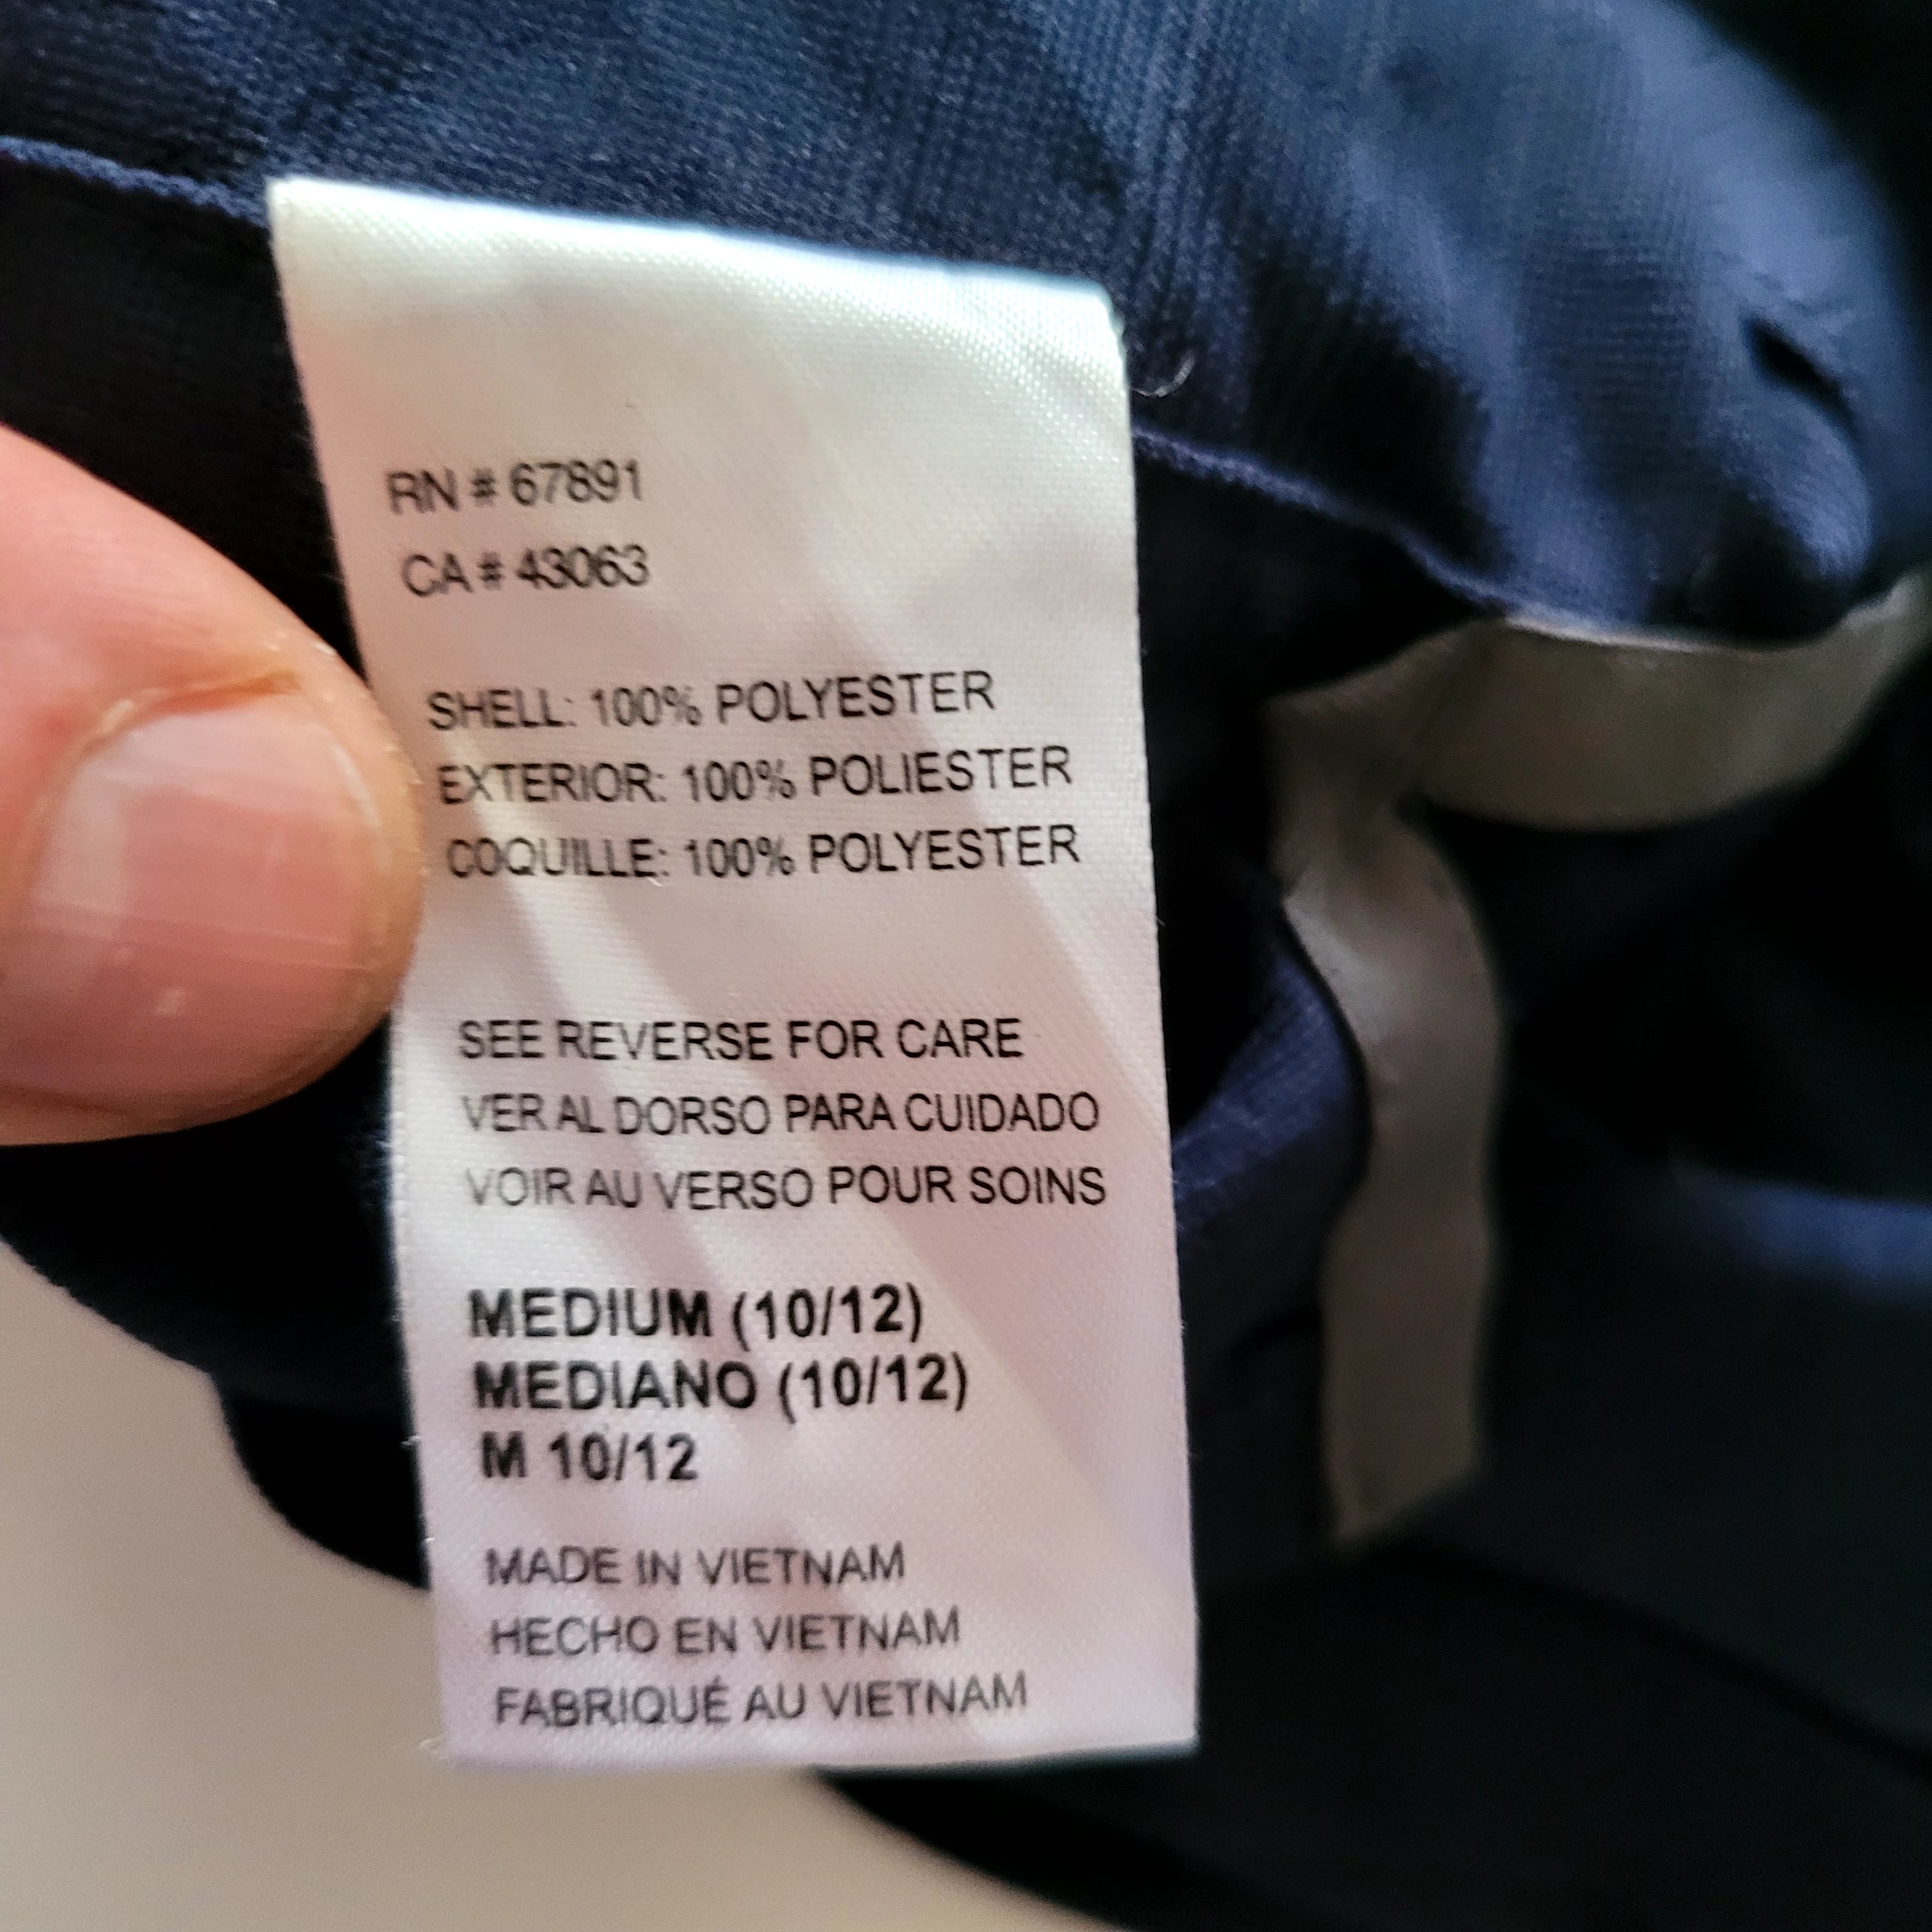 RN # 67891
CA # 43063
SHELL: 100% POLYESTER
EXTERIOR: 100% POLIESTER
COQUILLE: 100% POLYESTER
SEE REVERSE FOR CARE
VER AL DORSO PARA CUIDADO
VOIR AU VERSO POUR SOINS
MEDIUM (10/12)
MEDIANO (10/12)
M 10/12
MADE IN VIETNAM
HECHO EN VIETNAM
FABRIQUÉ AU VIETNAM